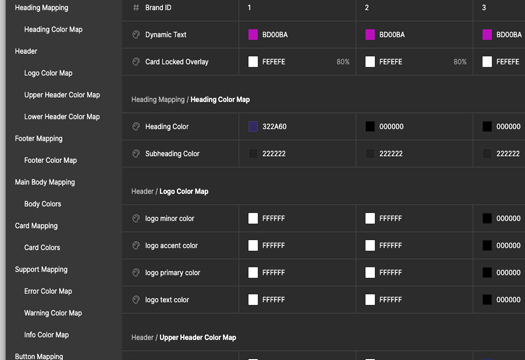 Heading Mapping
Heading Color Map
Header
Logo Color Map
Upper Header Color Map
Lower Header Color Map
Footer Mapping
Footer Color Map
Main Body Mapping
Body Colors
Card Mapping
Card Colors
Support Mapping
Error Color Map
Warning Color Map
Info Color Map
Button Mapping
# Brand ID 1 2 3
Dynamic Text BD00BA BD00BA BD00BA
Card Locked Overlay FEFEFE 80% FEFEFE 80% FEFEFE
Heading Mapping / Heading Color Map
Heading Color 322A60 000000 000000
Subheading Color 222222 222222 222222
Header / Logo Color Map
logo minor color FFFFFF FFFFFF 000000
logo accent color FFFFFF FFFFFF 000000
logo primary color FFFFFF FFFFFF 000000
logo text color FFFFFF FFFFFF 000000
Header / Upper Header Color Map